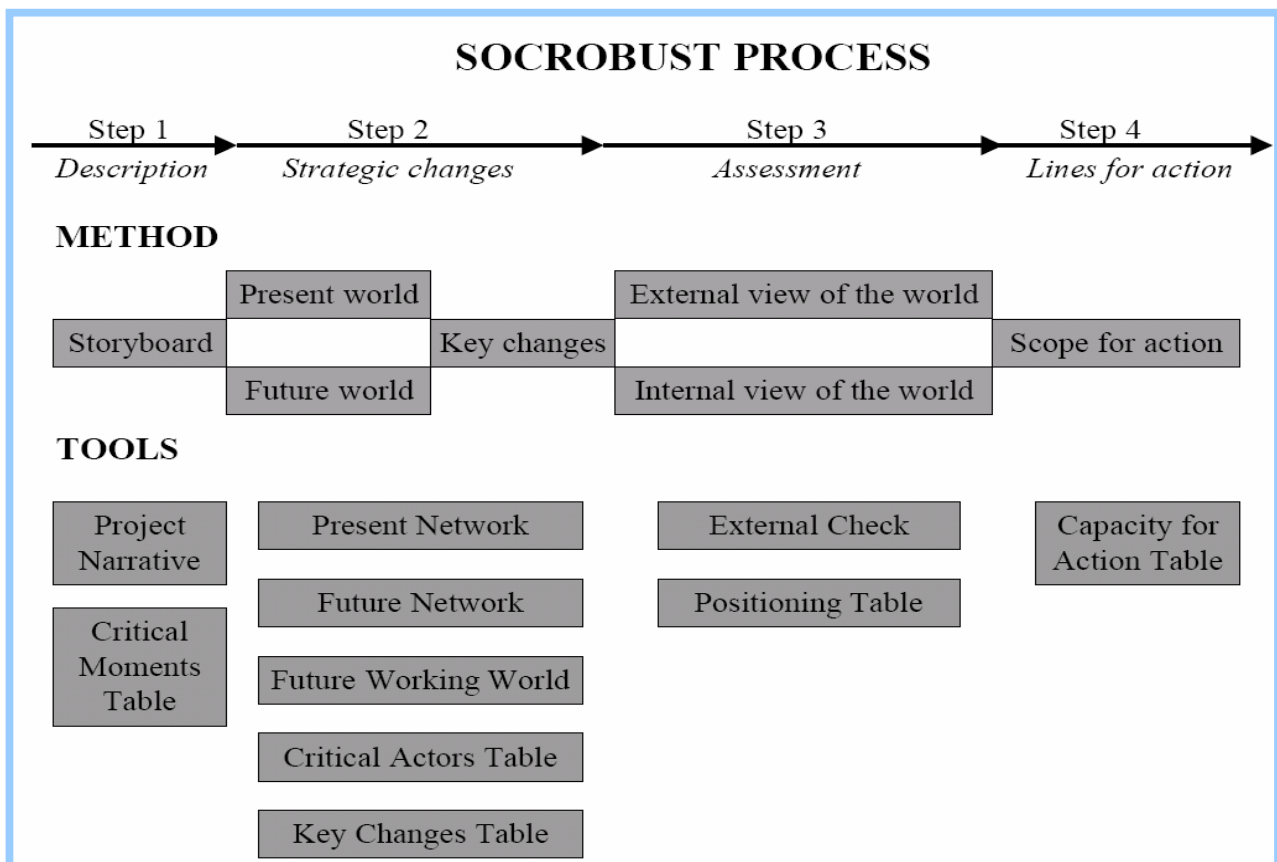 SOCROBUST PROCESS
Step 1
Step 2
Step 3
Step 4
Description
Strategic changes
Assessment
Lines for action
METHOD
Present world
External view of the world
Storyboard
Key changes
Scope for action
Future world
Internal view of the world
TOOLS
Project
Narrative
Critical
Moments
Table
Present Network
Future Network
Future Working World
Critical Actors Table
Key Changes Table
External Check
Positioning Table
Capacity for
Action Table